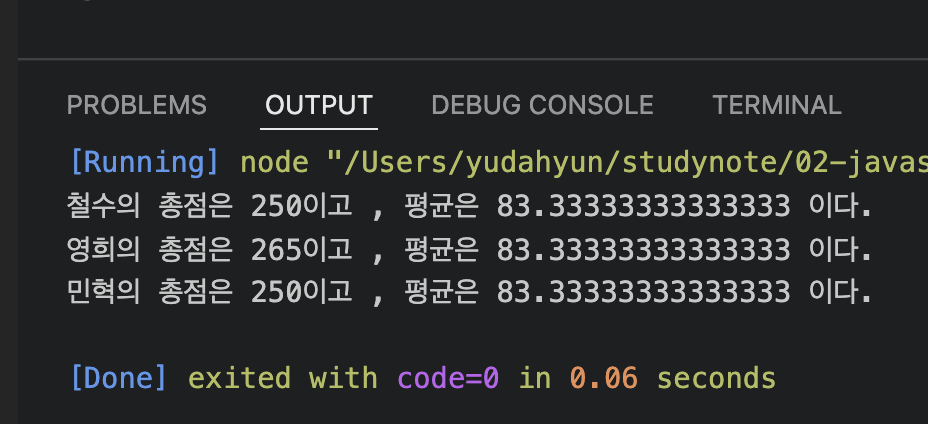 PROBLEMS OUTPUT DEBUG CONSOLE TERMINAL
[Running] node "/Users/yudahyun/studynote/02-javas
철수의 총점은 250이고 , 평균은 83.33333333333333 이다.
영희의 총점은 265이고 , 평균은 83.33333333333333 이다.
민혁의 총점은 250이고 , 평균은 83.33333333333333 이다.
[Done] exited with code=0 in 0.06 seconds